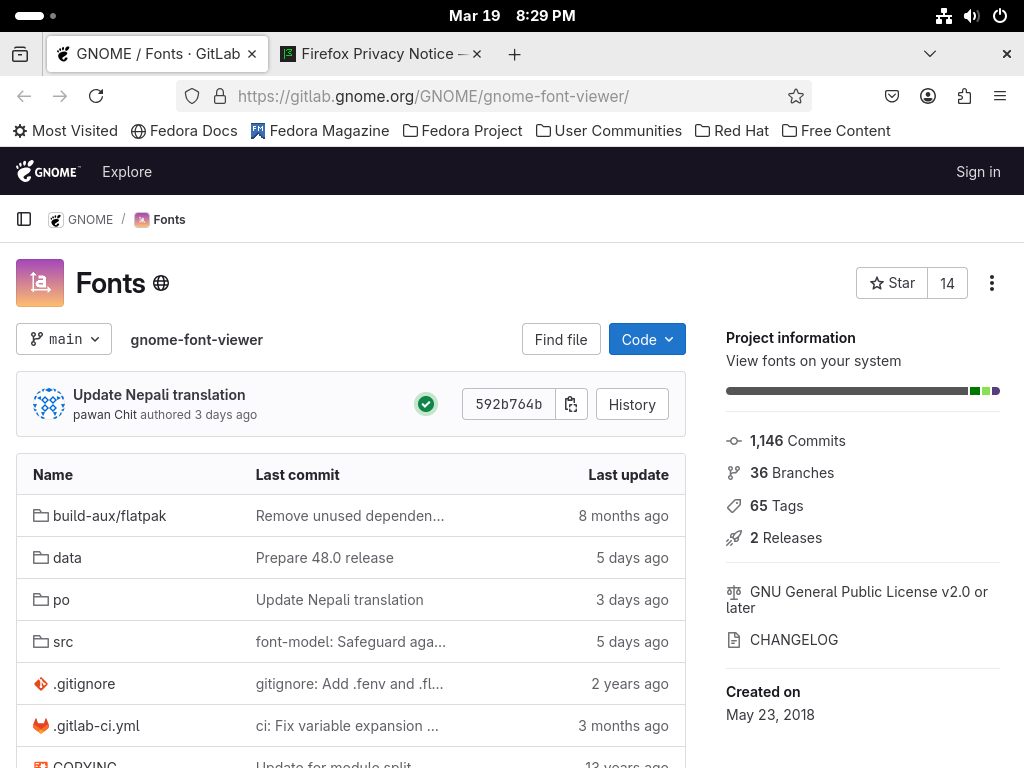 Mar 19 8:29 PM
GNOME / Fonts · GitLab
Firefox Privacy Notice —
https://gitlab.gnome.org/GNOME/gnome-font-viewer/
Most Visited Fedora Docs Fedora Magazine Fedora Project User Communities Red Hat Free Content
GNOME Explore Sign in
GNOME / Fonts
Fonts
Star 14
main gnome-font-viewer Find file Code
Update Nepali translation
pawan Chit authored 3 days ago
592b764b History
Name Last commit Last update
build-aux/flatpak Remove unused dependen... 8 months ago
data Prepare 48.0 release 5 days ago
po Update Nepali translation 3 days ago
src font-model: Safeguard aga... 5 days ago
.gitignore gitignore: Add .fenv and .fl... 2 years ago
.gitlab-ci.yml ci: Fix variable expansion ... 3 months ago
COPYING Update for module split 13 years ago
Project information
View fonts on your system
1,146 Commits
36 Branches
65 Tags
2 Releases
GNU General Public License v2.0 or
later
CHANGELOG
Created on
May 23, 2018